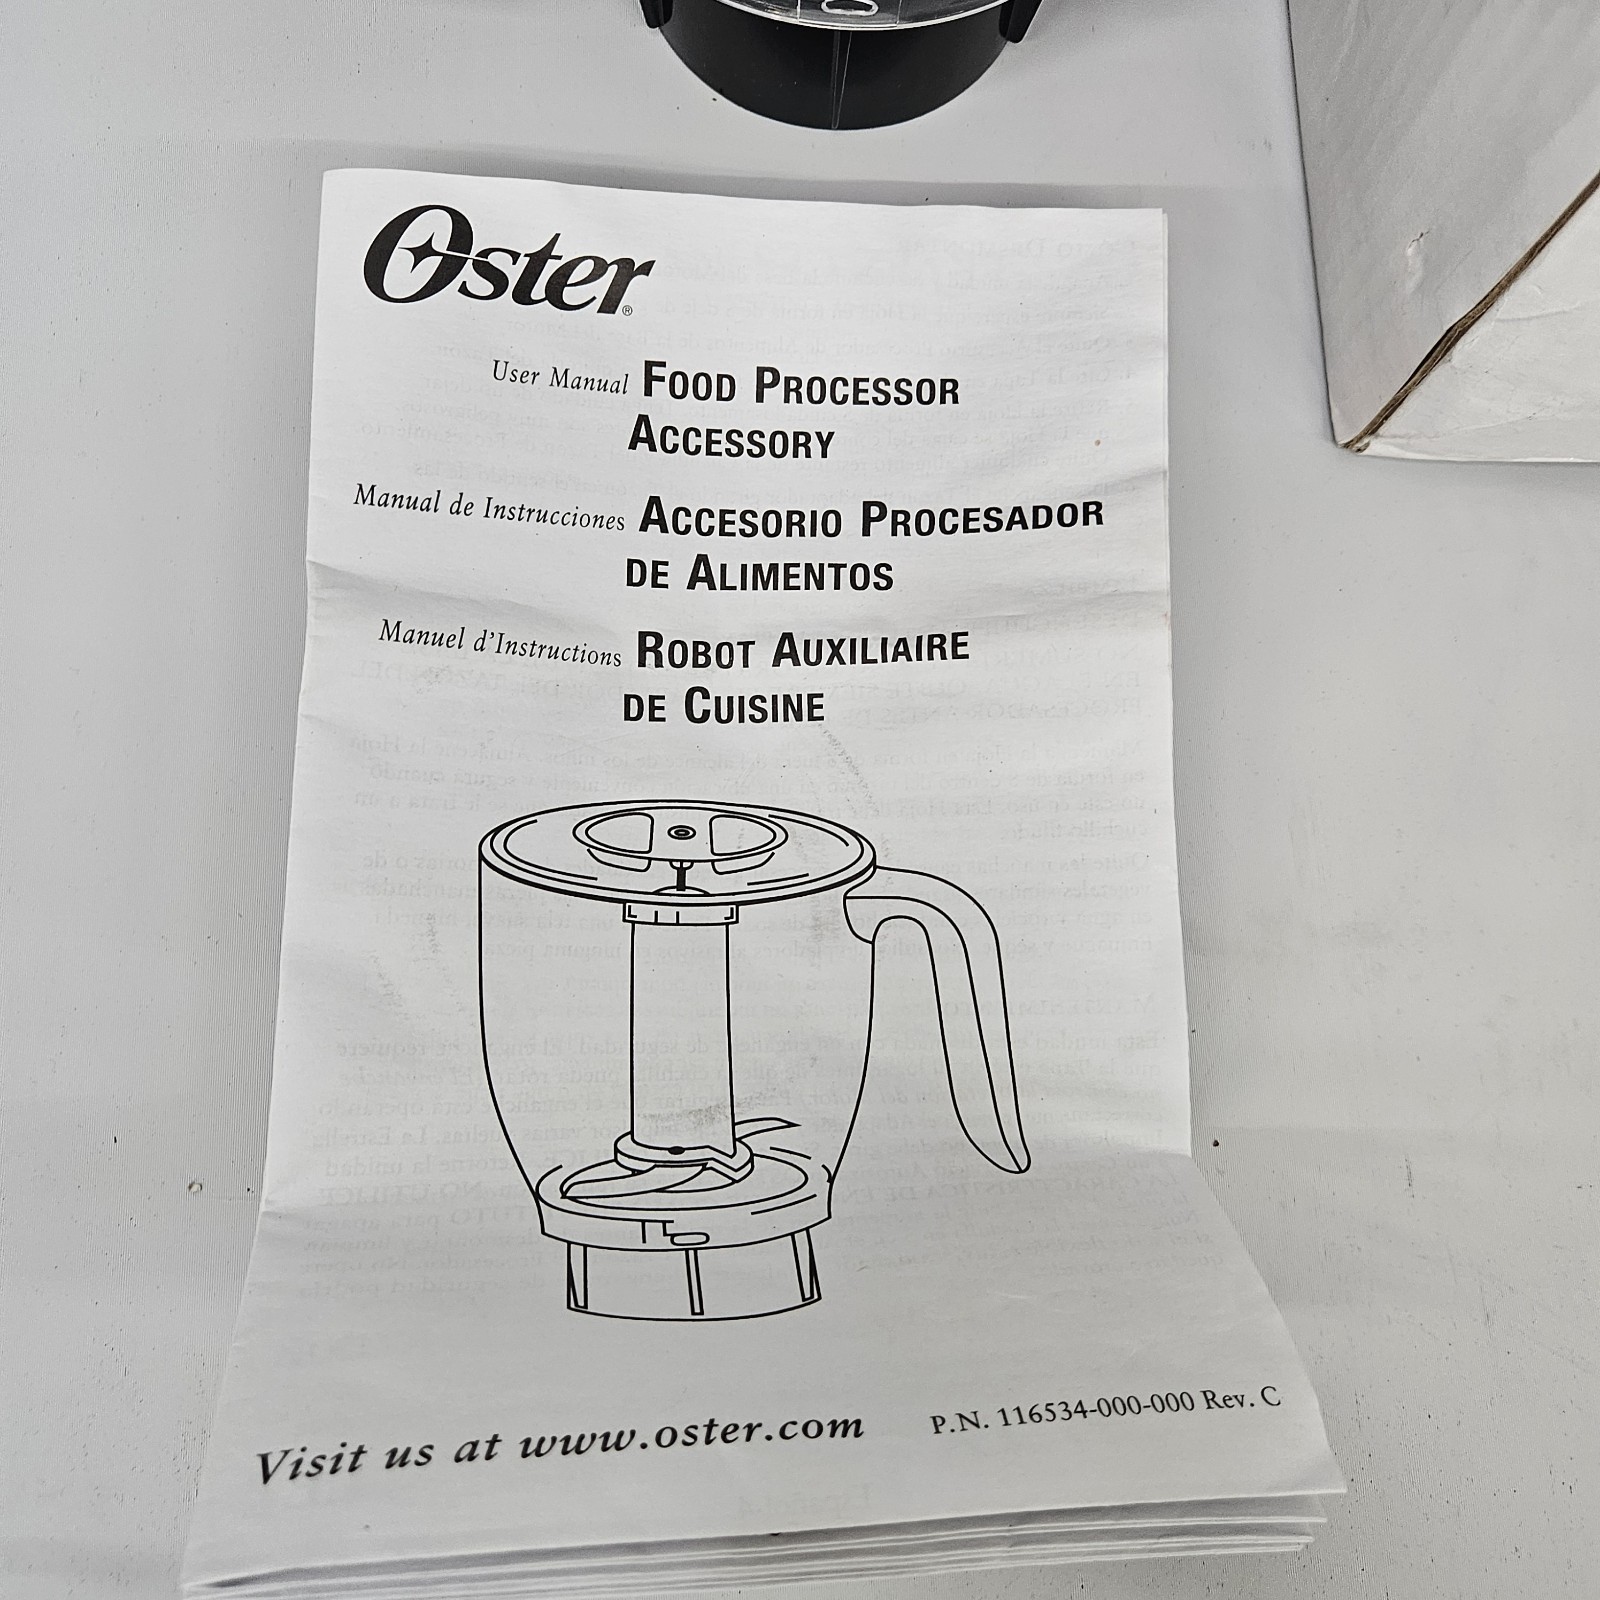 Oster®
User Manual FOOD PROCESSOR
ACCESSORY
Manual de Instrucciones ACCESORIO PROCESADOR
DE ALIMENTOS
Manuel d'Instructions ROBOT AUXILIAIRE
DE CUISINE
Visit us at www.oster.com
P.N. 116534-000-000 Rev. C